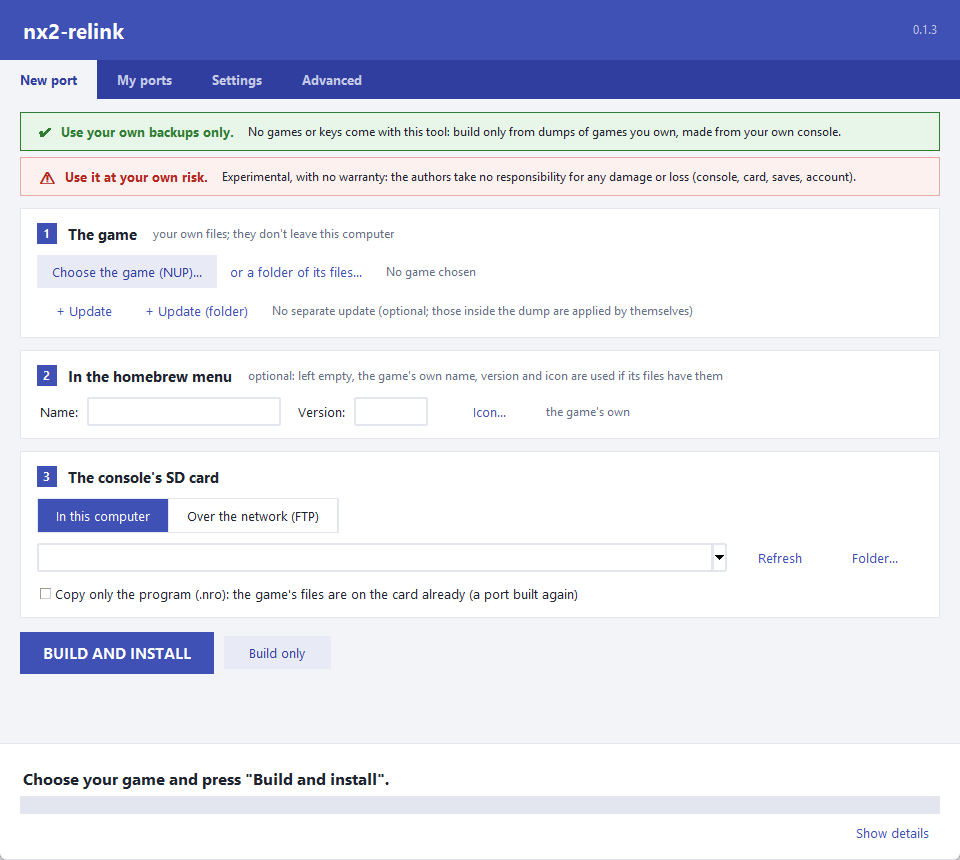 nx2-relink
0.1.3
New port My ports Settings Advanced
✔ Use your own backups only. No games or keys come with this tool: build only from dumps of games you own, made from your own console.
⚠ Use it at your own risk. Experimental, with no warranty: the authors take no responsibility for any damage or loss (console, card, saves, account).
1 The game your own files; they don't leave this computer
Choose the game (NUP)... or a folder of its files... No game chosen
+ Update + Update (folder) No separate update (optional; those inside the dump are applied by themselves)
2 In the homebrew menu optional: left empty, the game's own name, version and icon are used if its files have them
Name: Version: Icon... the game's own
3 The console's SD card
In this computer Over the network (FTP)
Refresh Folder...
Copy only the program (.nro): the game's files are on the card already (a port built again)
BUILD AND INSTALL Build only
Choose your game and press "Build and install".
Show details